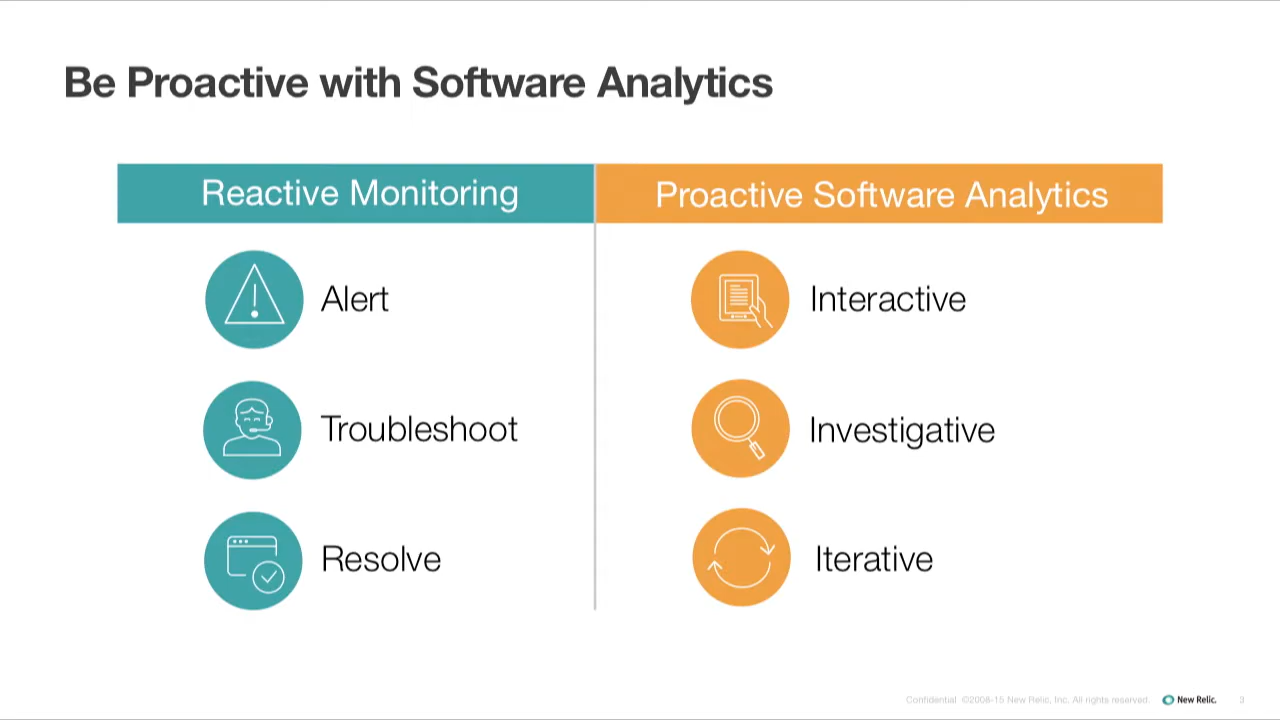 Be Proactive with Software Analytics
Reactive Monitoring
Proactive Software Analytics
Alert
Interactive
Troubleshoot
Investigative
Resolve
Iterative
Confidential ©2008-15 New Relic, Inc. All rights reserved.
New Relic.
3